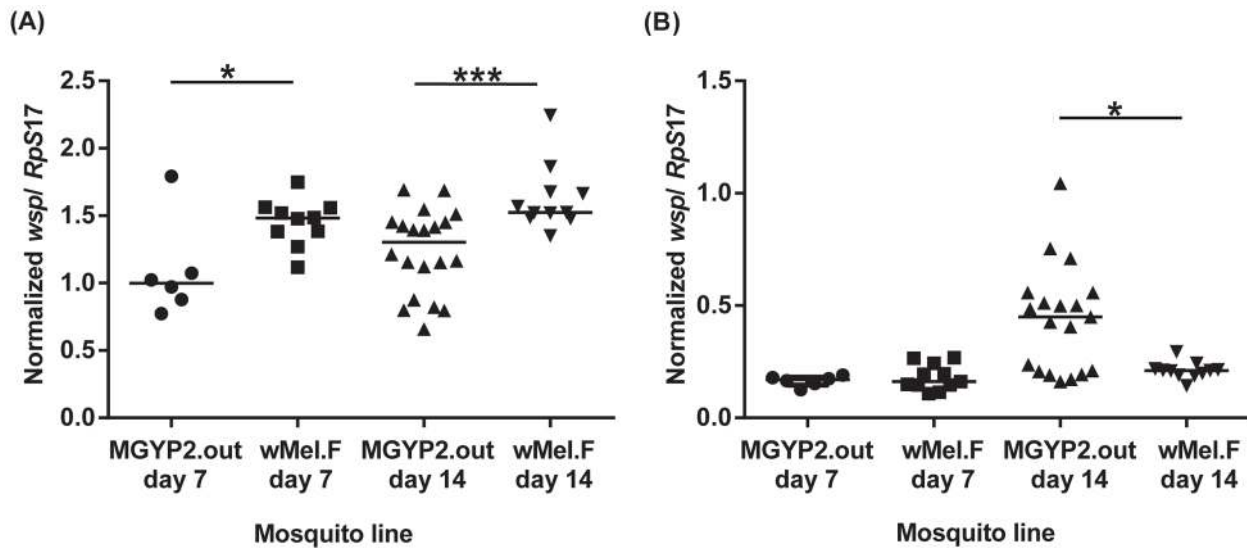 (A)
Normalized wsp/ RpS17
2.5
2.0
1.5
1.0
0.5
0.0
*
***
MGYP2.out
day 7
wMel.F
day 7
MGYP2.out
day 14
wMel.F
day 14
Mosquito line
(B)
Normalized wsp/ RpS17
1.5
1.0
0.5
0.0
*
MGYP2.out
day 7
wMel.F
day 7
MGYP2.out
day 14
wMel.F
day 14
Mosquito line